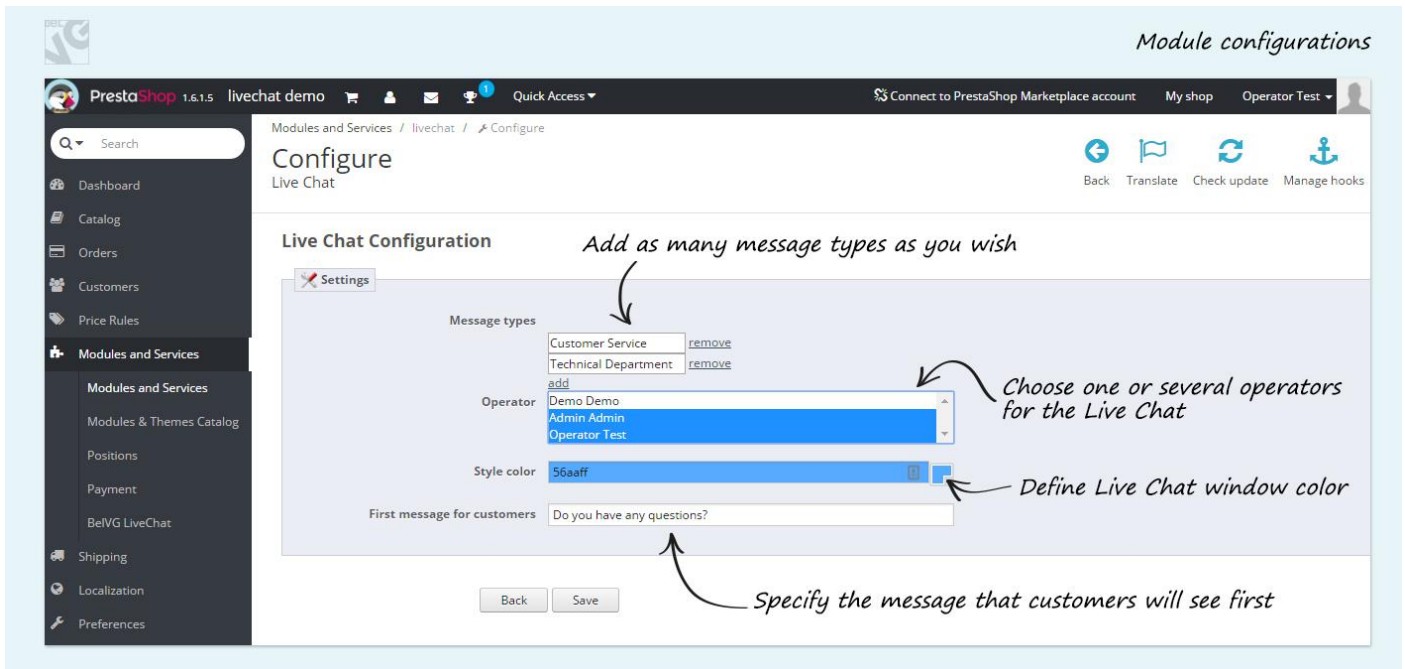 BEL VG
Module configurations
PrestaShop 1.6.1.5 livechat demo 1 Quick Access Connect to PrestaShop Marketplace account My shop Operator Test
Search
Modules and Services / livechat / Configure
Configure
Live Chat
Back Translate Check update Manage hooks
Dashboard
Catalog
Orders
Customers
Price Rules
Modules and Services
Modules and Services
Modules & Themes Catalog
Positions
Payment
BelVG LiveChat
Shipping
Localization
Preferences
Live Chat Configuration
Add as many message types as you wish
Settings
Message types
Customer Service remove
Technical Department remove
add
Operator
Demo Demo
Admin Admin
Operator Test
Choose one or several operators
for the Live Chat
Style color 56aaff
Define Live Chat window color
First message for customers Do you have any questions?
Back Save
Specify the message that customers will see first